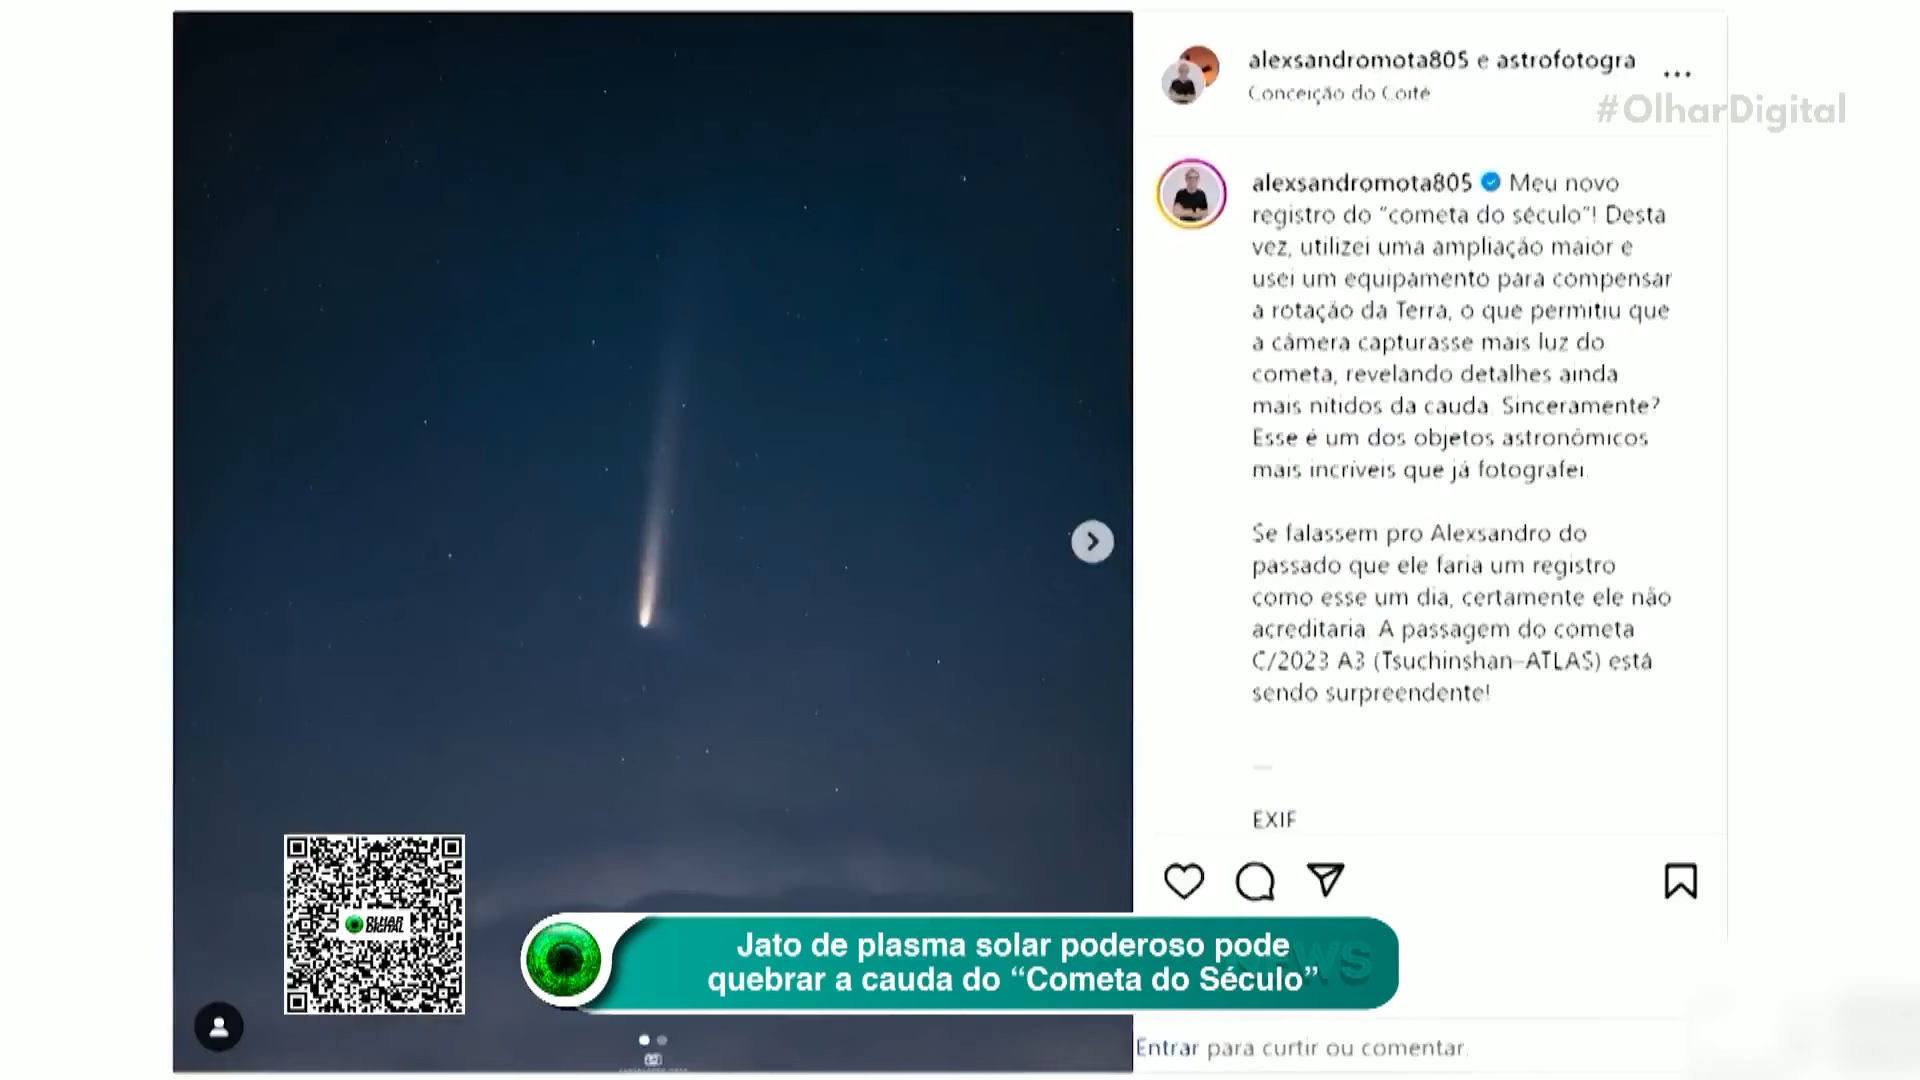 alexsandromota805 e astrofotogra
...
Conceição do Coité
#OlharDigital
alexsandromota805 Meu novo
registro do “cometa do século”! Desta
vez, utilizei uma ampliação maior e
usei um equipamento para compensar
a rotação da Terra, o que permitiu que
a câmera capturasse mais luz do
cometa, revelando detalhes ainda
mais nítidos da cauda. Sinceramente?
Esse é um dos objetos astronômicos
mais incríveis que já fotografei.
Se falassem pro Alexsandro do
passado que ele faria um registro
como esse um dia, certamente ele não
acreditaria. A passagem do cometa
C/2023 A3 (Tsuchinshan–ATLAS) está
sendo surpreendente!
—
EXIF
OLHAR
DIGITAL
Jato de plasma solar poderoso pode
quebrar a cauda do “Cometa do Século”
NEWS
Entrar para curtir ou comentar.